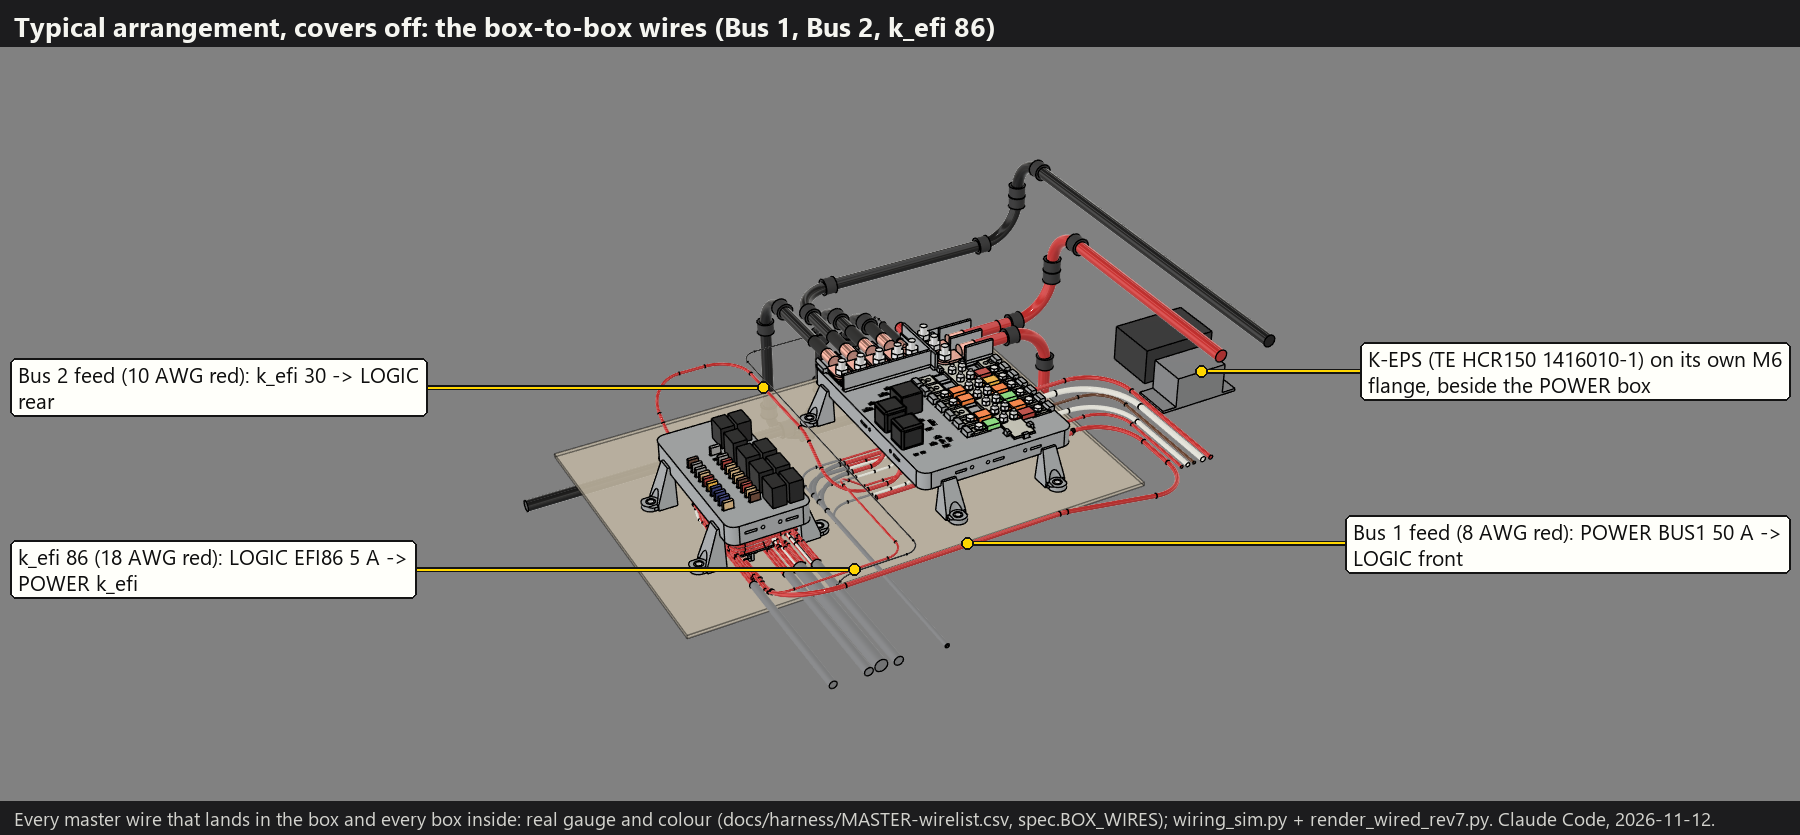 Typical arrangement, covers off: the box-to-box wires (Bus 1, Bus 2, k_efi 86)
K-EPS (TE HCR150 1416010-1) on its own M6
flange, beside the POWER box
Bus 2 feed (10 AWG red): k_efi 30 -> LOGIC
rear
Bus 1 feed (8 AWG red): POWER BUS1 50 A ->
LOGIC front
k_efi 86 (18 AWG red): LOGIC EFI86 5 A ->
POWER k_efi
Every master wire that lands in the box and every box inside: real gauge and colour (docs/harness/MASTER-wirelist.csv, spec.BOX_WIRES); wiring_sim.py + render_wired_rev7.py. Claude Code, 2026-11-12.